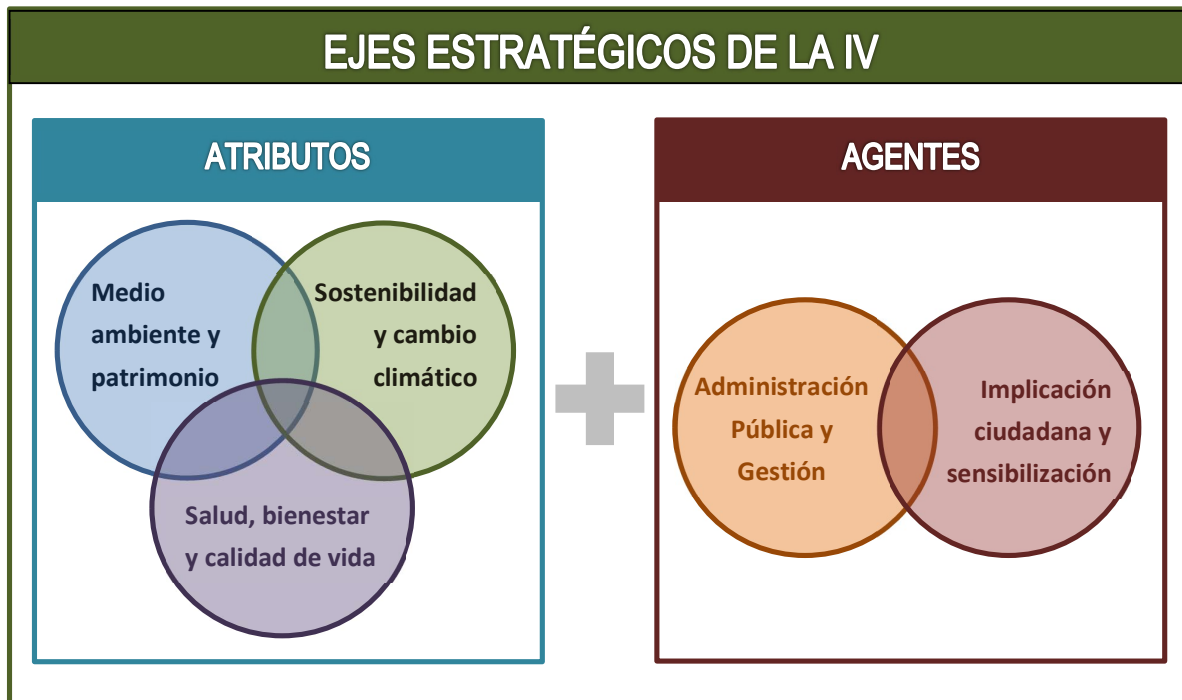 EJES ESTRATÉGICOS DE LA IV
ATRIBUTOS
Medio
ambiente y
patrimonio
Sostenibilidad
y cambio
climático
Salud, bienestar
y calidad de vida
AGENTES
Administración
Pública y
Gestión
Implicación
ciudadana y
sensibilización